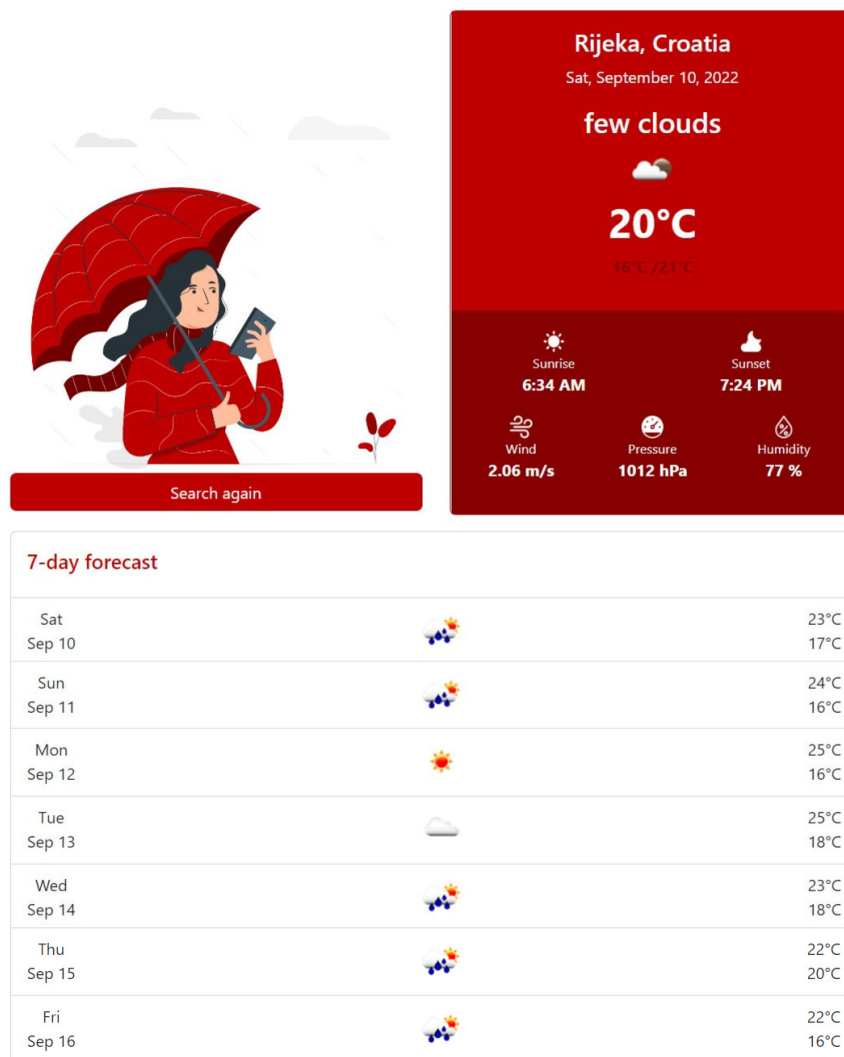 Rijeka, Croatia
Sat, September 10, 2022
few clouds
20°C
16°C /21°C
Sunrise
6:34 AM
Sunset
7:24 PM
Wind
2.06 m/s
Pressure
1012 hPa
Humidity
77 %
Search again
7-day forecast
Sat
Sep 10
23°C
17°C
Sun
Sep 11
24°C
16°C
Mon
Sep 12
25°C
16°C
Tue
Sep 13
25°C
18°C
Wed
Sep 14
23°C
18°C
Thu
Sep 15
22°C
20°C
Fri
Sep 16
22°C
16°C